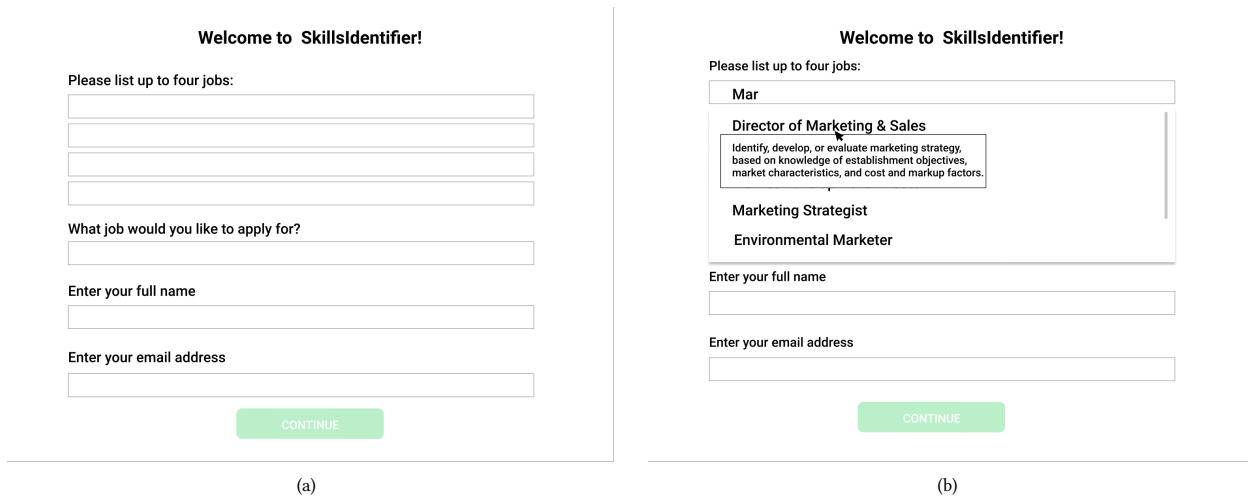 Welcome to SkillsIdentifier!
Please list up to four jobs:
What job would you like to apply for?
Enter your full name
Enter your email address
CONTINUE
(a)
Welcome to SkillsIdentifier!
Please list up to four jobs:
Mar
Director of Marketing & Sales
Identify, develop, or evaluate marketing strategy,
based on knowledge of establishment objectives,
market characteristics, and cost and markup factors.
Marketing Strategist
Environmental Marketer
Enter your full name
Enter your email address
CONTINUE
(b)